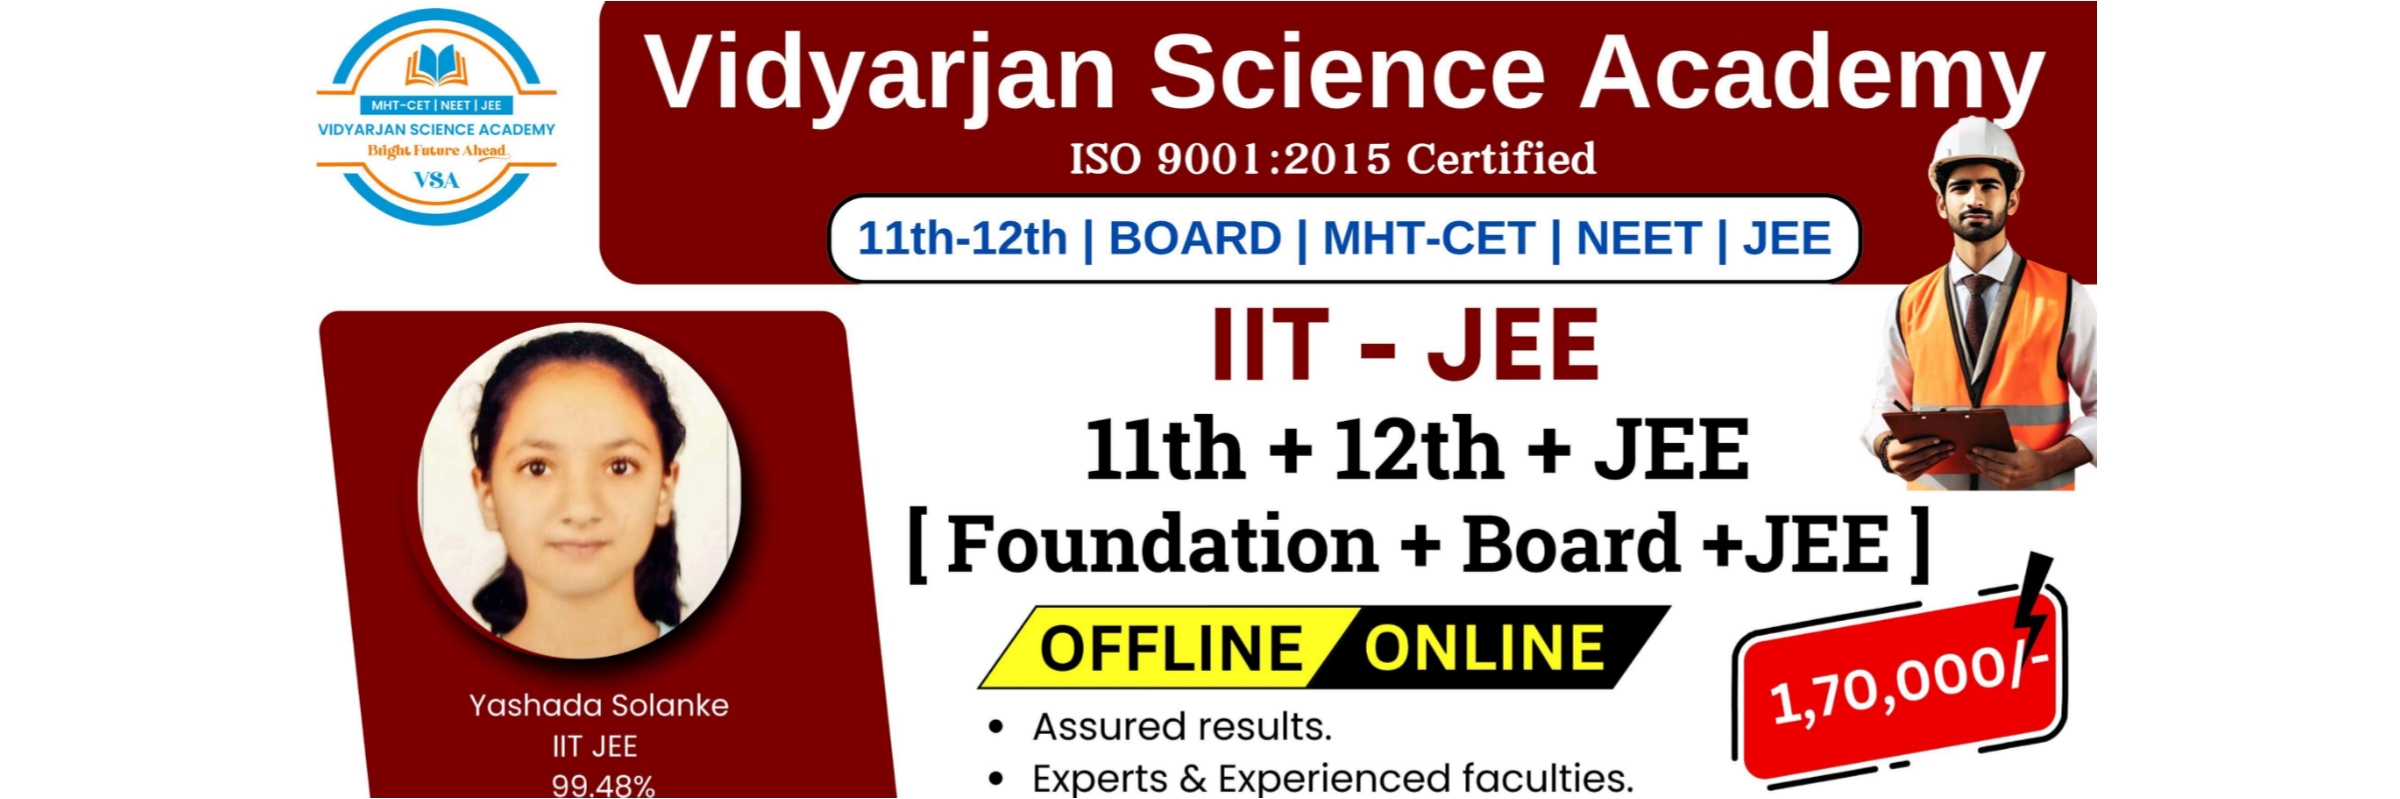 MHT-CET | NEET | JEE
VIDYARJAN SCIENCE ACADEMY
Bright Future Ahead
VSA
Vidyarjan Science Academy
ISO 9001:2015 Certified
11th-12th | BOARD | MHT-CET | NEET | JEE
IIT - JEE
11th + 12th + JEE
[ Foundation + Board +JEE ]
OFFLINE ONLINE
1,70,000/-
• Assured results.
• Experts & Experienced faculties.
Yashada Solanke
IIT JEE
99.48%